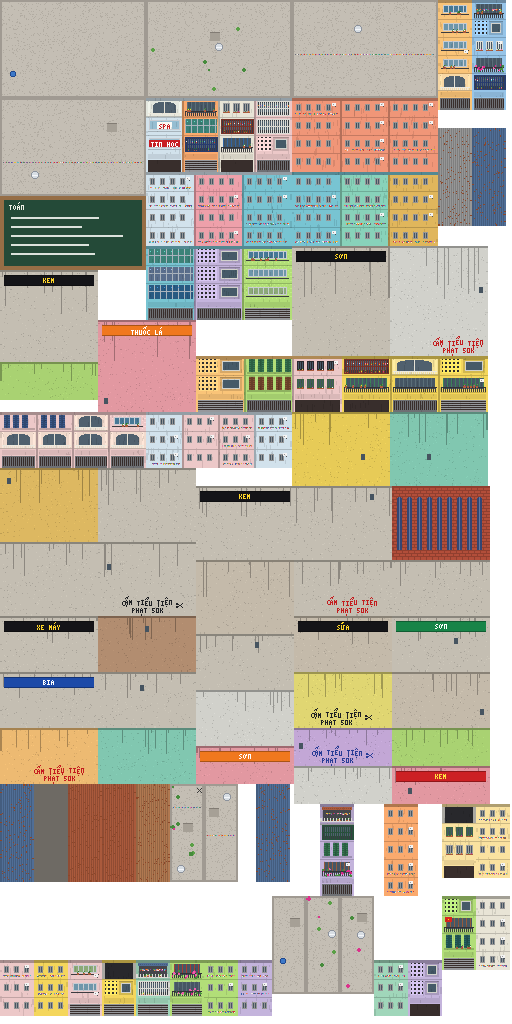 SPA
TIN HỌC
TOÁN
SƠN
KEM
CẤM TIỂU TIỆN
PHẠT 50K
THUỐC LÁ
KEM
CẤM TIỂU TIỆN
PHẠT 50K
CẤM TIỂU TIỆN
PHẠT 50K
XE MÁY
SỬA
SƠN
BIA
CẤM TIỂU TIỆN
PHẠT 50K
CẤM TIỂU TIỆN
PHẠT 50K
SƠN
CẤM TIỂU TIỆN
PHẠT 50K
KEM